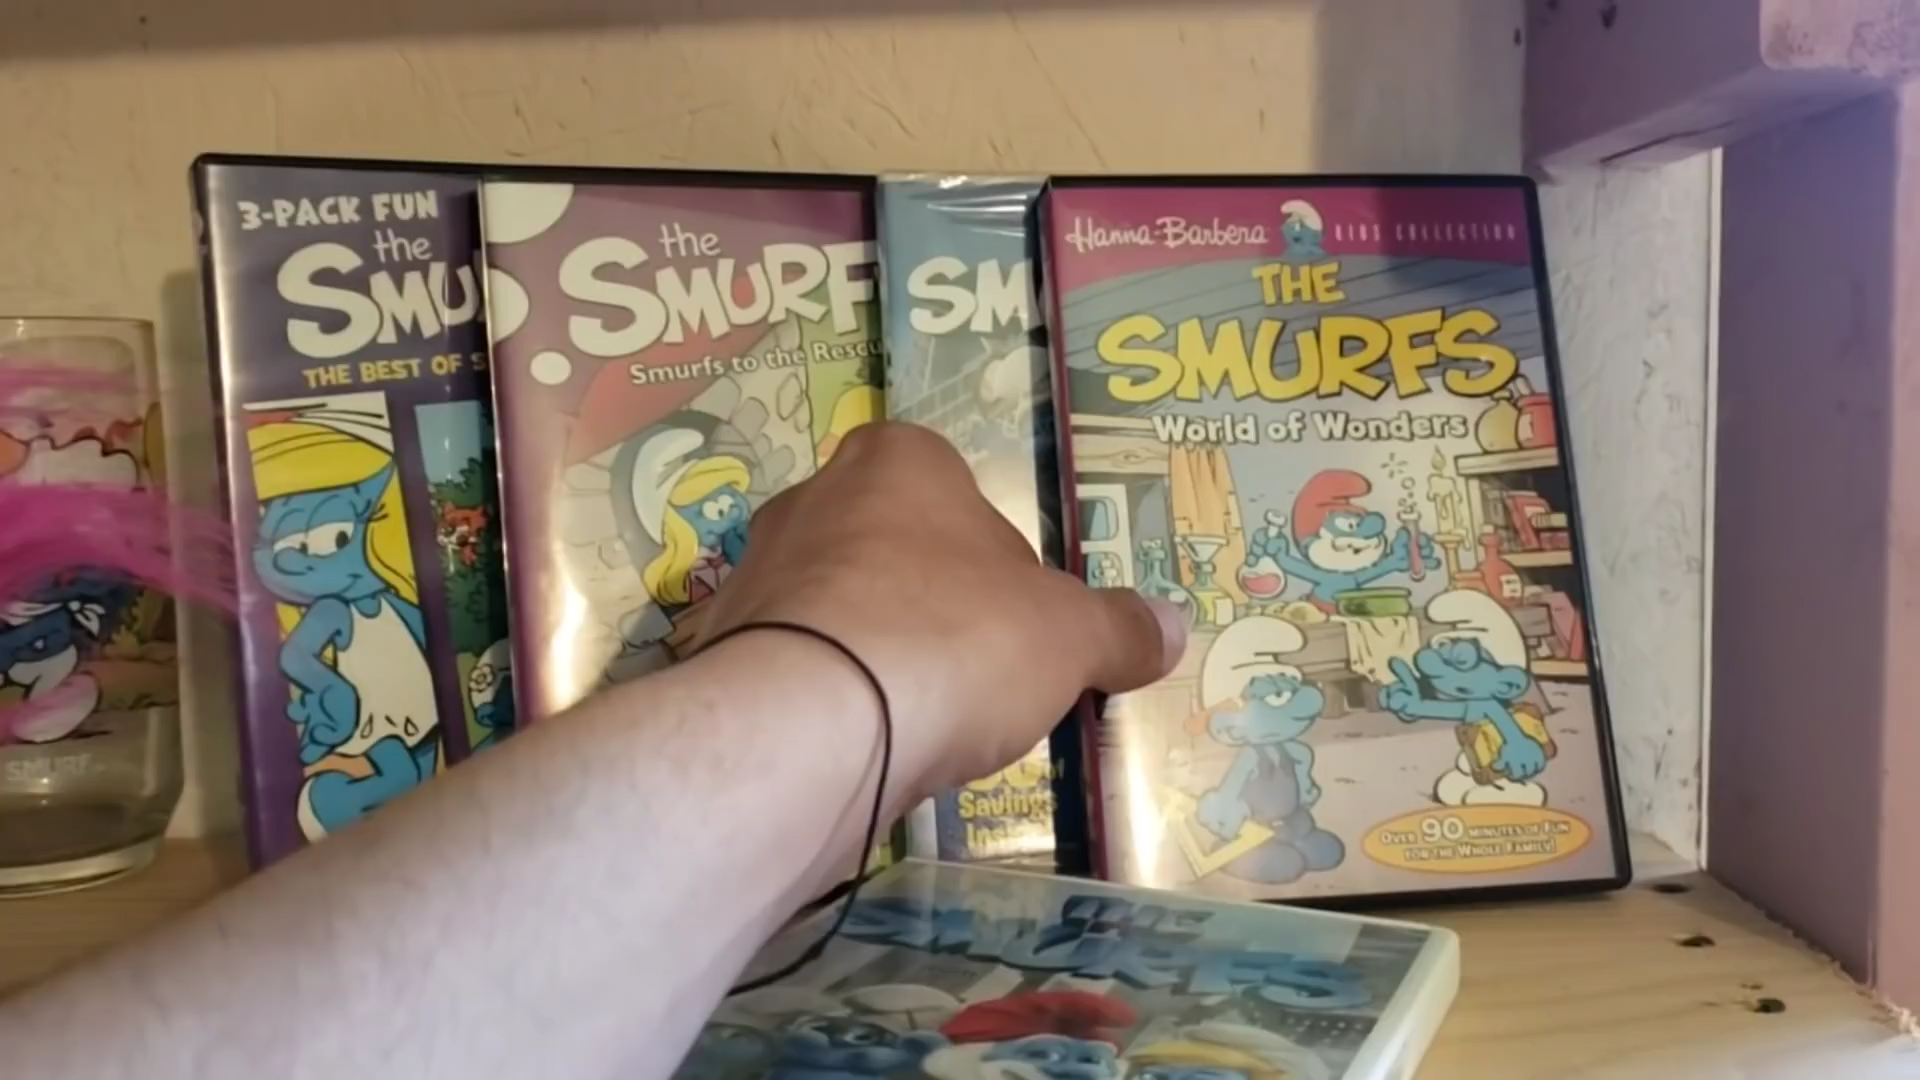 3-PACK FUN
the
SMU
THE BEST OF S
the
SMURF
Smurfs to the Rescu
SM
Savings
Hanna-Barbera KIDS COLLECTION
THE
SMURFS
World of Wonders
OVER 90 MINUTES OF FUN
FOR THE WHOLE FAMILY!
SMURF
THE
SMURFS